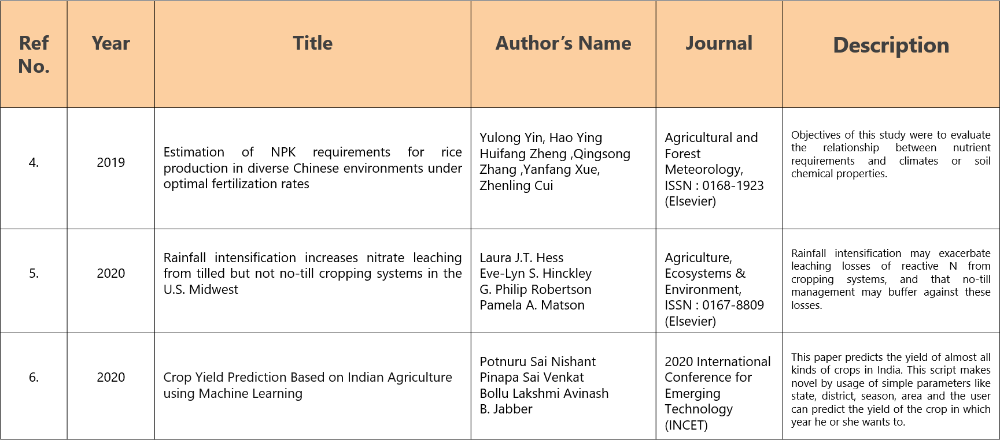 Ref
No.
Year
Title
Author’s Name
Journal
Description
4.
2019
Estimation of NPK requirements for rice
production in diverse Chinese environments under
optimal fertilization rates
Yulong Yin, Hao Ying
Huifang Zheng ,Qingsong
Zhang ,Yanfang Xue,
Zhenling Cui
Agricultural and
Forest
Meteorology,
ISSN : 0168-1923
(Elsevier)
Objectives of this study were to evaluate
the relationship between nutrient
requirements and climates or soil
chemical properties.
5.
2020
Rainfall intensification increases nitrate leaching
from tilled but not no-till cropping systems in the
U.S. Midwest
Laura J.T. Hess
Eve-Lyn S. Hinckley
G. Philip Robertson
Pamela A. Matson
Agriculture,
Ecosystems &
Environment,
ISSN : 0167-8809
(Elsevier)
Rainfall intensification may exacerbate
leaching losses of reactive N from
cropping systems, and that no-till
management may buffer against these
losses.
6.
2020
Crop Yield Prediction Based on Indian Agriculture
using Machine Learning
Potnuru Sai Nishant
Pinapa Sai Venkat
Bollu Lakshmi Avinash
B. Jabber
2020 International
Conference for
Emerging
Technology
(INCET)
This paper predicts the yield of almost all
kinds of crops in India. This script makes
novel by usage of simple parameters like
state, district, season, area and the user
can predict the yield of the crop in which
year he or she wants to.